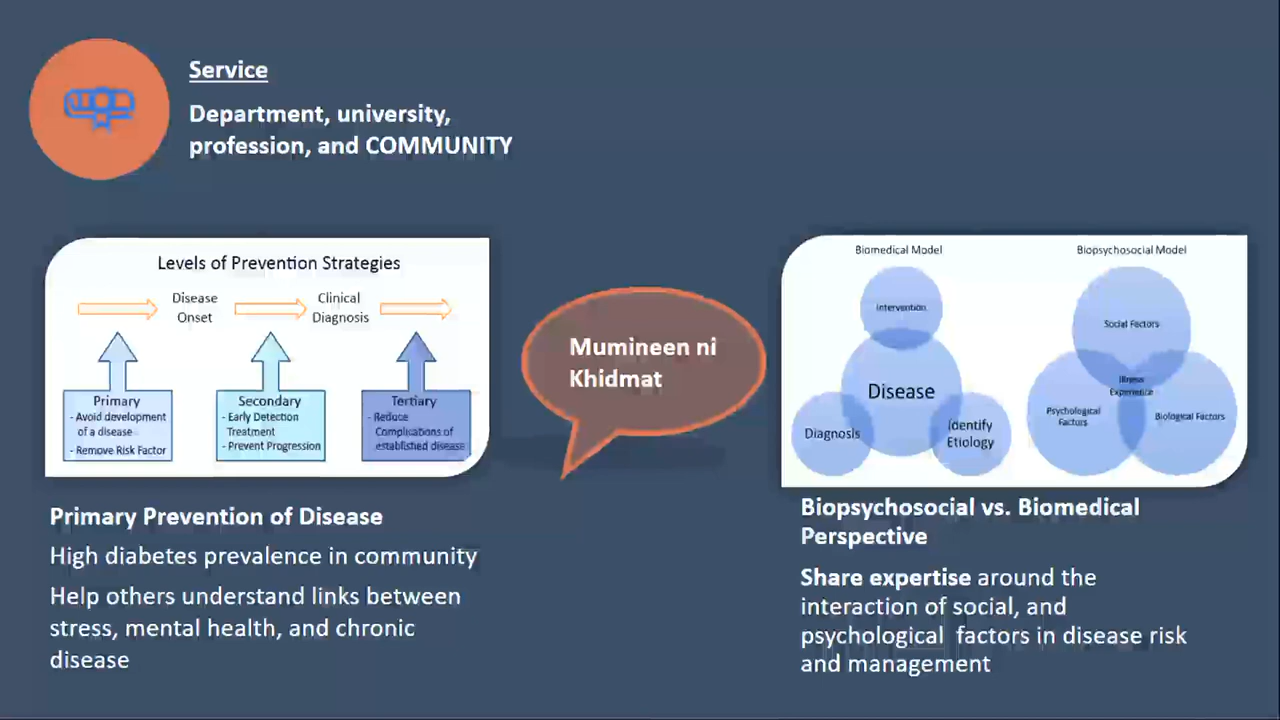 Service
Department, university,
profession, and COMMUNITY
Levels of Prevention Strategies
Disease
Onset
Clinical
Diagnosis
Primary
- Avoid development
of a disease
- Remove Risk Factor
Secondary
- Early Detection
Treatment
- Prevent Progression
Tertiary
- Reduce
Complications of
established disease
Primary Prevention of Disease
High diabetes prevalence in community
Help others understand links between
stress, mental health, and chronic
disease
Mumineen ni
Khidmat
Biomedical Model
Intervention
Disease
Diagnosis
Identify
Etiology
Biopsychosocial Model
Social Factors
Illness
Experience
Psychological
Factors
Biological Factors
Biopsychosocial vs. Biomedical
Perspective
Share expertise around the
interaction of social, and
psychological factors in disease risk
and management